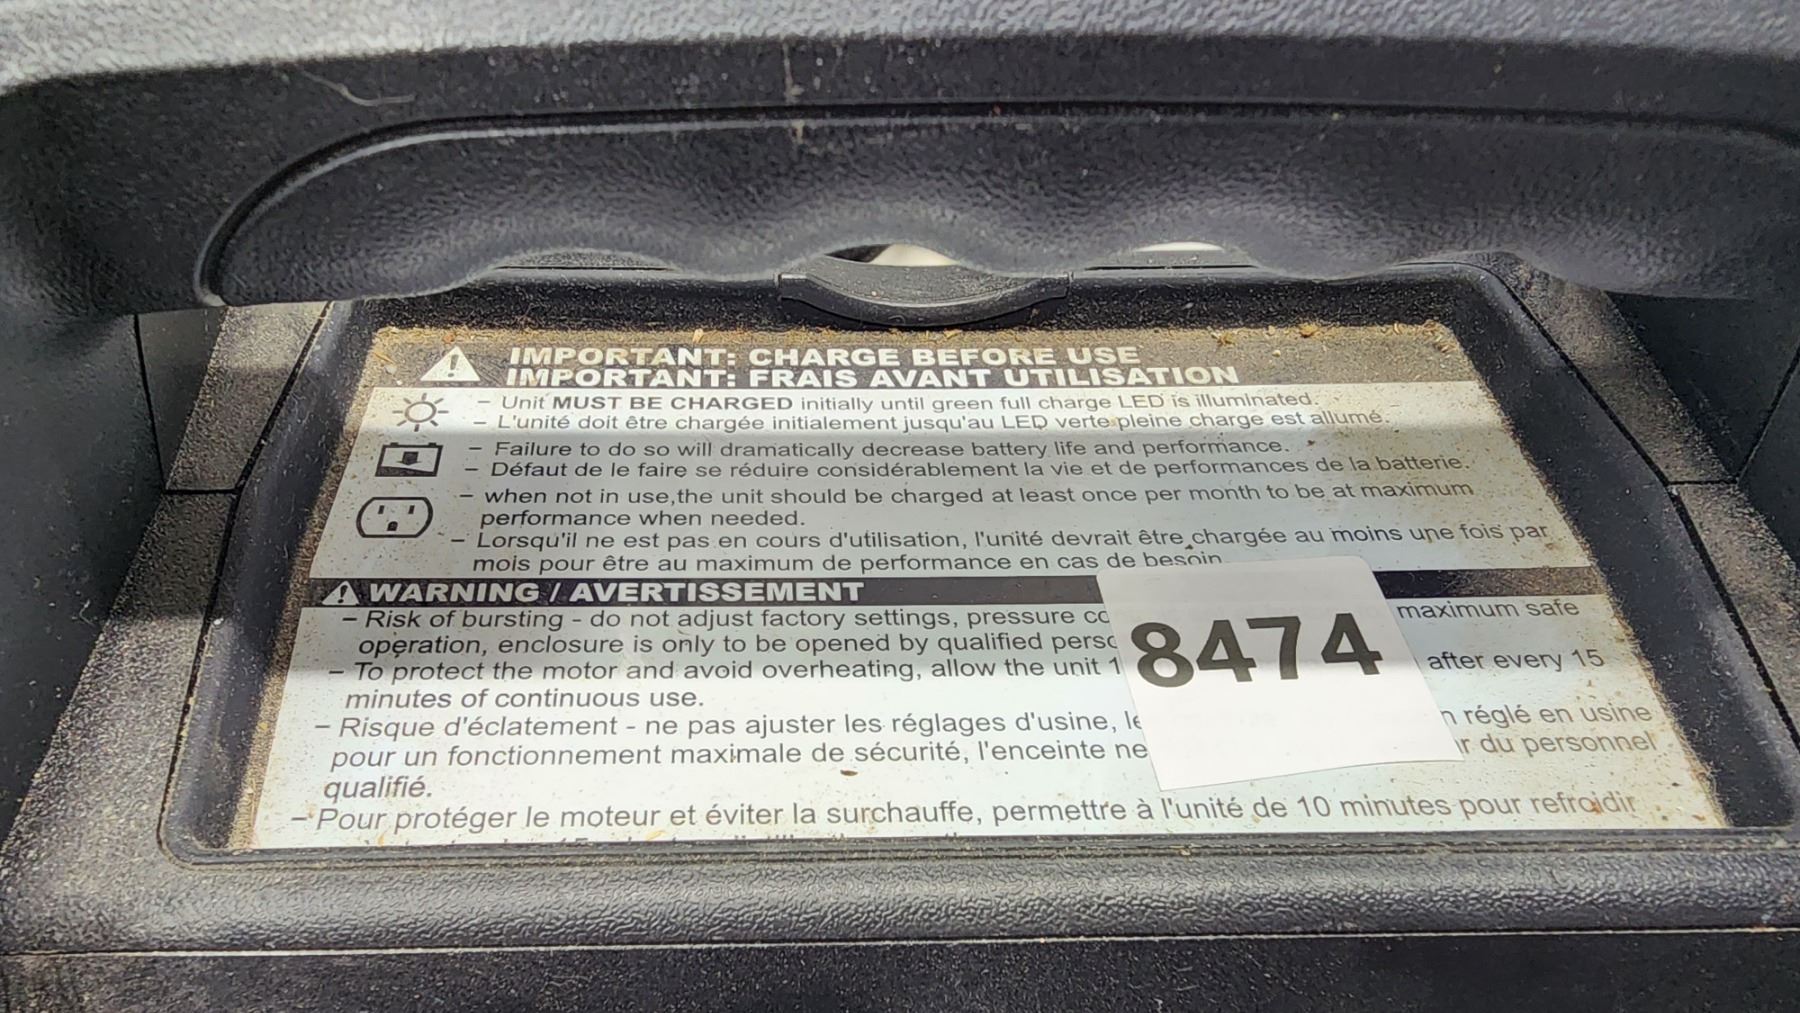 IMPORTANT: CHARGE BEFORE USE
IMPORTANT: FRAIS AVANT UTILISATION
- Unit MUST BE CHARGED initially until green full charge LED is illuminated.
- L'unité doit être chargée initialement jusqu'au LED verte pleine charge est allumé.
- Failure to do so will dramatically decrease battery life and performance.
- Défaut de le faire se réduire considérablement la vie et de performances de la batterie.
- when not in use,the unit should be charged at least once per month to be at maximum
performance when needed.
- Lorsqu'il ne est pas en cours d'utilisation, l'unité devrait être chargée au moins une fois par
mois pour être au maximum de performance en cas de besoin
WARNING / AVERTISSEMENT
- Risk of bursting - do not adjust factory settings, pressure maximum safe
operation, enclosure is only to be opened by qualified
- To protect the motor and avoid overheating, allow the unit after every 15
minutes of continuous use.
- Risque d'éclatement - ne pas ajuster les réglages d'usine, réglé en usine
pour un fonctionnement maximale de sécurité, l'enceinte ne du personnel
qualifié.
- Pour protéger le moteur et éviter la surchauffe, permettre à l'unité de 10 minutes pour refroidir
8474